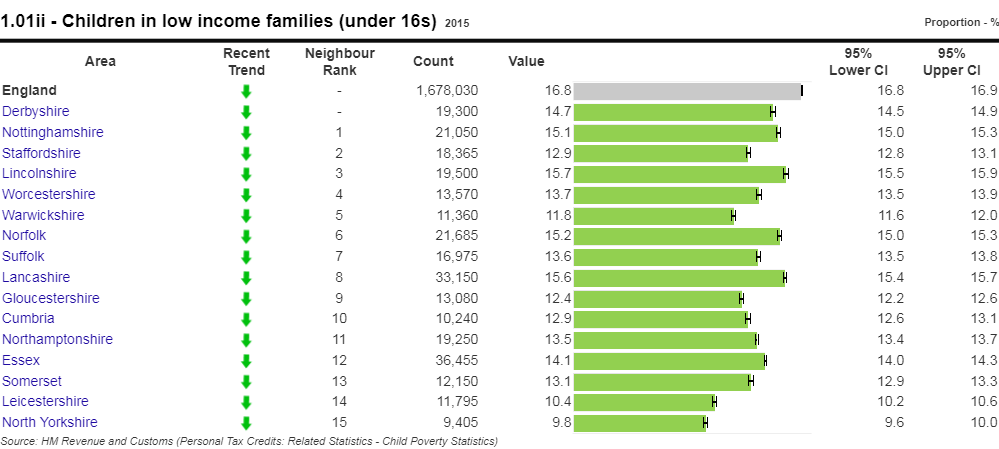 1.01ii - Children in low income families (under 16s) 2015 Proportion - %
Area Recent Trend Neighbour Rank Count Value 95% Lower CI 95% Upper CI
England - 1,678,030 16.8 16.8 16.9
Derbyshire - 19,300 14.7 14.5 14.9
Nottinghamshire 1 21,050 15.1 15.0 15.3
Staffordshire 2 18,365 12.9 12.8 13.1
Lincolnshire 3 19,500 15.7 15.5 15.9
Worcestershire 4 13,570 13.7 13.5 13.9
Warwickshire 5 11,360 11.8 11.6 12.0
Norfolk 6 21,685 15.2 15.0 15.3
Suffolk 7 16,975 13.6 13.5 13.8
Lancashire 8 33,150 15.6 15.4 15.7
Gloucestershire 9 13,080 12.4 12.2 12.6
Cumbria 10 10,240 12.9 12.6 13.1
Northamptonshire 11 19,250 13.5 13.4 13.7
Essex 12 36,455 14.1 14.0 14.3
Somerset 13 12,150 13.1 12.9 13.3
Leicestershire 14 11,795 10.4 10.2 10.6
North Yorkshire 15 9,405 9.8 9.6 10.0
Source: HM Revenue and Customs (Personal Tax Credits: Related Statistics - Child Poverty Statistics)